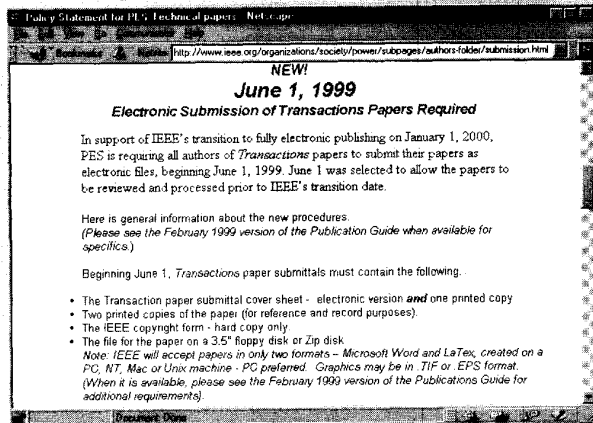 Policy Statement for PES Technical papers - Netscape
Bookmarks http://www.ieee.org/organizations/society/power/subpages/authors-folder/submission.html
NEW!
June 1, 1999
Electronic Submission of Transactions Papers Required
In support of IEEE's transition to fully electronic publishing on January 1, 2000,
PES is requiring all authors of Transactions papers to submit their papers as
electronic files, beginning June 1, 1999. June 1 was selected to allow the papers to
be reviewed and processed prior to IEEE's transition date.
Here is general information about the new procedures.
(Please see the February 1999 version of the Publication Guide when available for
specifics.)
Beginning June 1, Transactions paper submittals must contain the following.
• The Transaction paper submittal cover sheet - electronic version and one printed copy
• Two printed copies of the paper (for reference and record purposes).
• The IEEE copyright form - hard copy only.
• The file for the paper on a 3.5" floppy disk or Zip disk
Note: IEEE will accept papers in only two formats – Microsoft Word and LaTex, created on a
PC, NT, Mac or Unix machine - PC preferred. Graphics may be in .TIF or .EPS format.
(When it is available, please see the February 1999 version of the Publications Guide for
additional requirements).
Document: Done